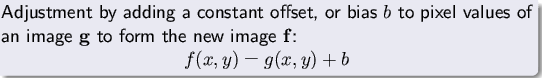 Adjustment by adding a constant offset, or bias b to pixel values of
an image g to form the new image f:
f(x, y) = g(x, y) + b